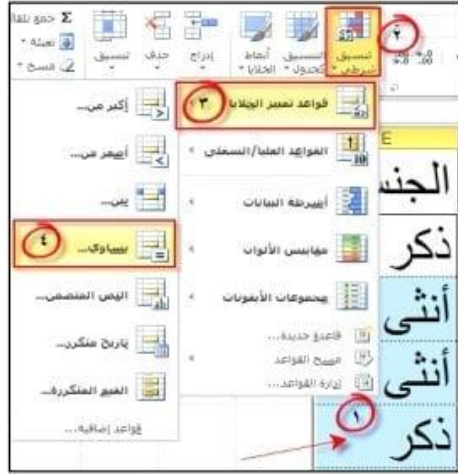 Σ جمع تلقا
تعبئة
مسح
إدراج
حذف
تنسيق
تنسيق شرطي
التنسيق كجدول
أنماط الخلايا
٢
قواعد تمييز الخلايا
٣
القواعد العليا/السفلى
أشرطة البيانات
مقاييس الألوان
مجموعات الأيقونات
قاعدة جديدة...
مسح القواعد
إدارة القواعد...
أكبر من...
أصغر من...
بين...
يساوي...
٤
النص المتضمن...
تاريخ متكرر...
القيم المتكررة...
قواعد إضافية...
E
الجنس
ذكر
أنثى
أنثى
١
ذكر